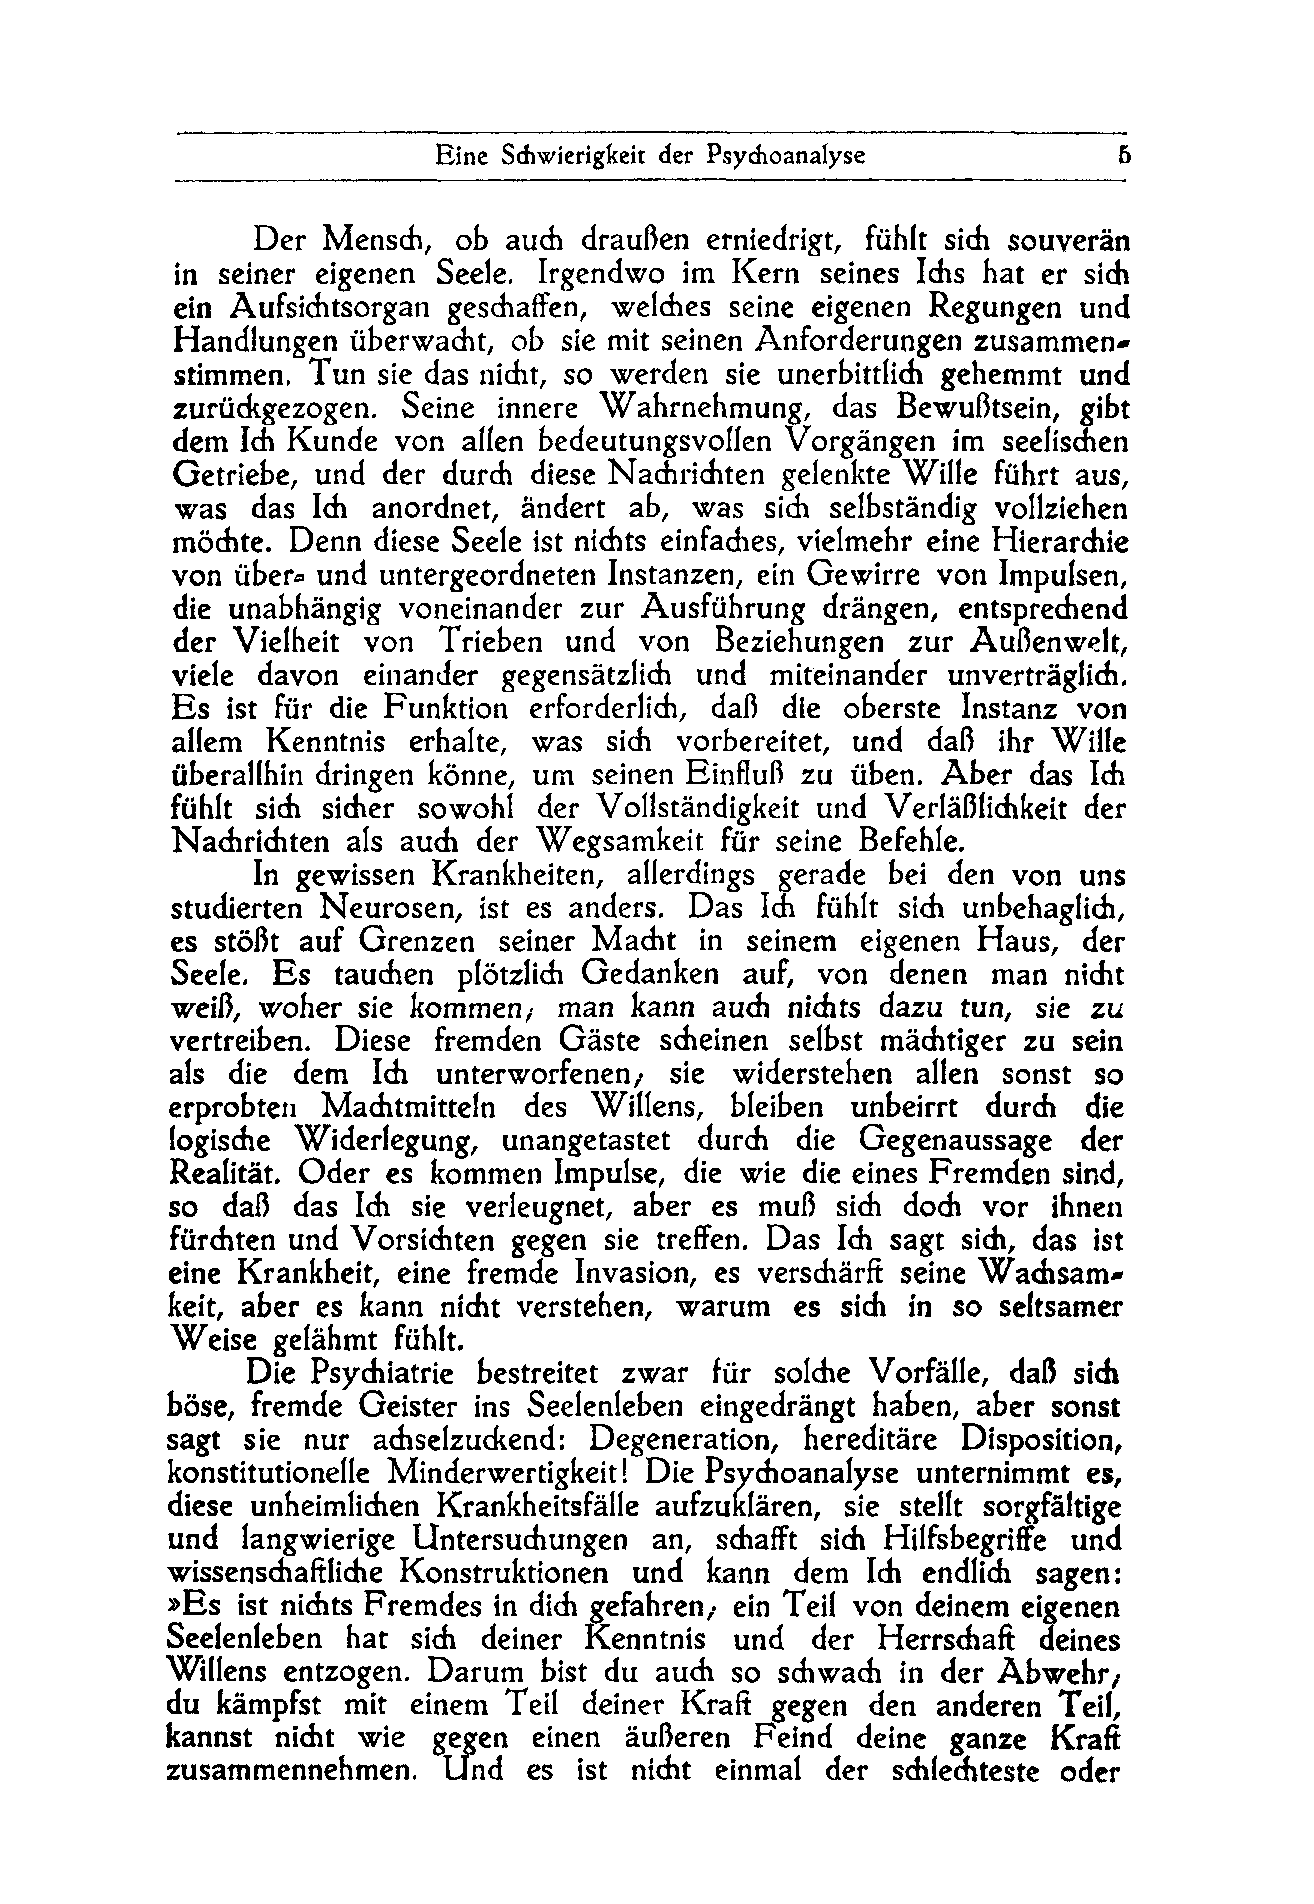 Eine Schwierigkeit der Psychoanalyse 5
Der Mensch, ob auch draußen erniedrigt, fühlt sich souverän
in seiner eigenen Seele. Irgendwo im Kern seines Ichs hat er sich
ein Aufsichtsorgan geschaffen, welches seine eigenen Regungen und
Handlungen überwacht, ob sie mit seinen Anforderungen zusammen-
stimmen. Tun sie das nicht, so werden sie unerbittlich gehemmt und
zurückgezogen. Seine innere Wahrnehmung, das Bewußtsein, gibt
dem Ich Kunde von allen bedeutungsvollen Vorgängen im seelischen
Getriebe, und der durch diese Nachrichten gelenkte Wille führt aus,
was das Ich anordnet, ändert ab, was sich selbständig vollziehen
möchte. Denn diese Seele ist nichts einfaches, vielmehr eine Hierarchie
von über- und untergeordneten Instanzen, ein Gewirre von Impulsen,
die unabhängig voneinander zur Ausführung drängen, entsprechend
der Vielheit von Trieben und von Beziehungen zur Außenwelt,
viele davon einander gegensätzlich und miteinander unverträglich.
Es ist für die Funktion erforderlich, daß die oberste Instanz von
allem Kenntnis erhalte, was sich vorbereitet, und daß ihr Wille
überallhin dringen könne, um seinen Einfluß zu üben. Aber das Ich
fühlt sich sicher sowohl der Vollständigkeit und Verläßlichkeit der
Nachrichten als auch der Wegsamkeit für seine Befehle.
In gewissen Krankheiten, allerdings gerade bei den von uns
studierten Neurosen, ist es anders. Das Ich fühlt sich unbehaglich,
es stößt auf Grenzen seiner Macht in seinem eigenen Haus, der
Seele. Es tauchen plötzlich Gedanken auf, von denen man nicht
weiß, woher sie kommen; man kann auch nichts dazu tun, sie zu
vertreiben. Diese fremden Gäste scheinen selbst mächtiger zu sein
als die dem Ich unterworfenen; sie widerstehen allen sonst so
erprobten Machtmitteln des Willens, bleiben unbeirrt durch die
logische Widerlegung, unangetastet durch die Gegenaussage der
Realität. Oder es kommen Impulse, die wie die eines Fremden sind,
so daß das Ich sie verleugnet, aber es muß sich doch vor ihnen
fürchten und Vorsichten gegen sie treffen. Das Ich sagt sich, das ist
eine Krankheit, eine fremde Invasion, es verschärft seine Wachsam-
keit, aber es kann nicht verstehen, warum es sich in so seltsamer
Weise gelähmt fühlt.
Die Psychiatrie bestreitet zwar für solche Vorfälle, daß sich
böse, fremde Geister ins Seelenleben eingedrängt haben, aber sonst
sagt sie nur achselzuckend: Degeneration, hereditäre Disposition,
konstitutionelle Minderwertigkeit! Die Psychoanalyse unternimmt es,
diese unheimlichen Krankheitsfälle aufzuklären, sie stellt sorgfältige
und langwierige Untersuchungen an, schafft sich Hilfsbegriffe und
wissenschaftliche Konstruktionen und kann dem Ich endlich sagen:
»Es ist nichts Fremdes in dich gefahren; ein Teil von deinem eigenen
Seelenleben hat sich deiner Kenntnis und der Herrschaft deines
Willens entzogen. Darum bist du auch so schwach in der Abwehr;
du kämpfst mit einem Teil deiner Kraft gegen den anderen Teil,
kannst nicht wie gegen einen äußeren Feind deine ganze Kraft
zusammennehmen. Und es ist nicht einmal der schlechteste oder